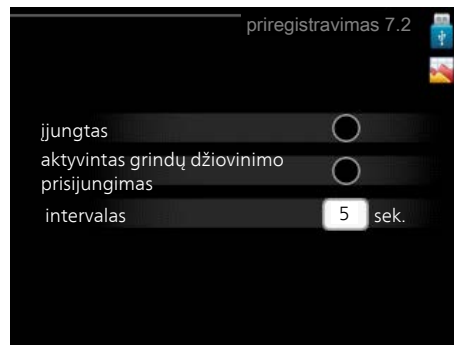 priregistravimas 7.2
įjungtas
aktyvintas grindų džiovinimo
prisijungimas
intervalas 5 sek.